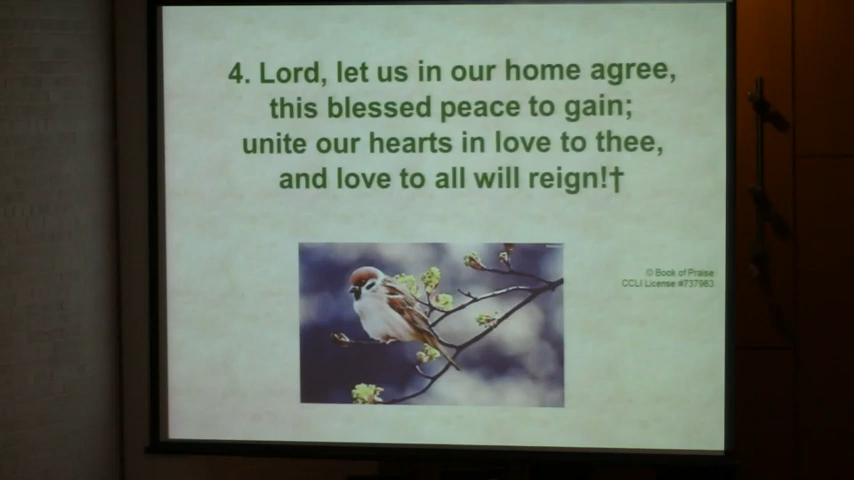 4. Lord, let us in our home agree,
this blessed peace to gain;
unite our hearts in love to thee,
and love to all will reign!†
© Book of Praise
CCLI License #737963